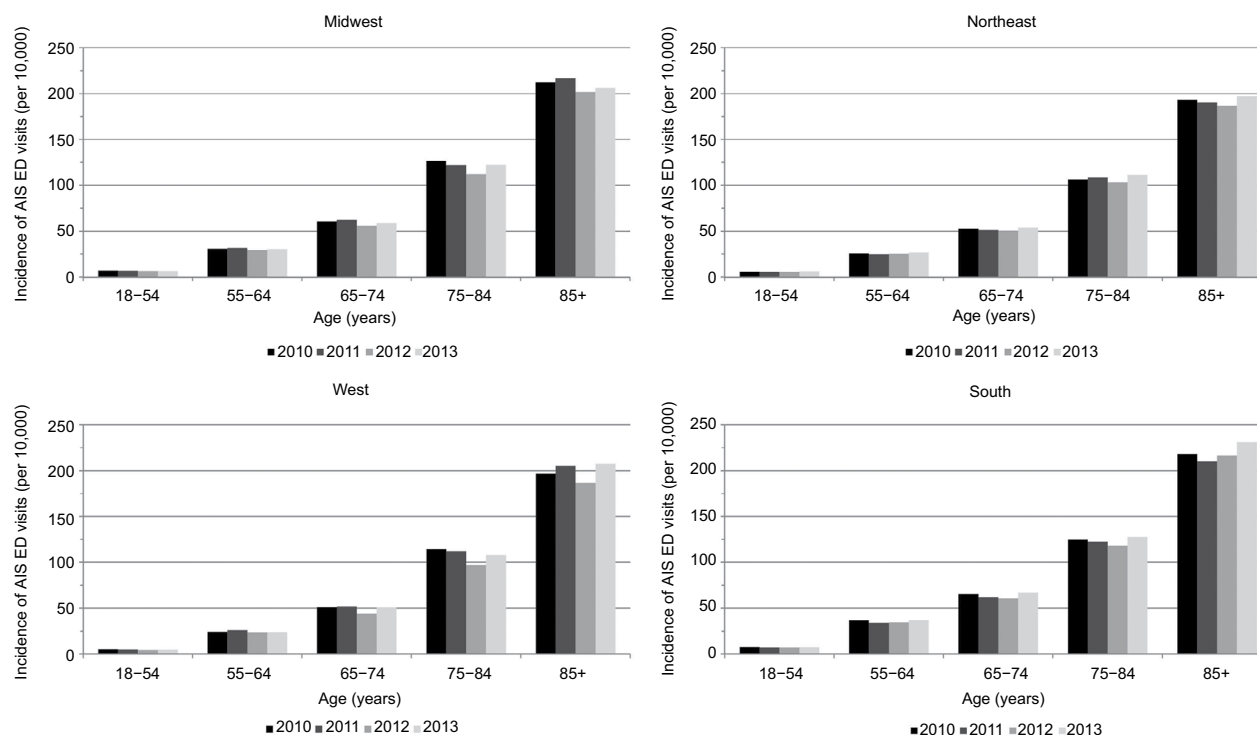 Midwest
Incidence of AIS ED visits (per 10,000)
250
200
150
100
50
0
18–54 55–64 65–74 75–84 85+
Age (years)
2010 2011 2012 2013
Northeast
Incidence of AIS ED visits (per 10,000)
250
200
150
100
50
0
18–54 55–64 65–74 75–84 85+
Age (years)
2010 2011 2012 2013
West
Incidence of AIS ED visits (per 10,000)
250
200
150
100
50
0
18–54 55–64 65–74 75–84 85+
Age (years)
2010 2011 2012 2013
South
Incidence of AIS ED visits (per 10,000)
250
200
150
100
50
0
18–54 55–64 65–74 75–84 85+
Age (years)
2010 2011 2012 2013